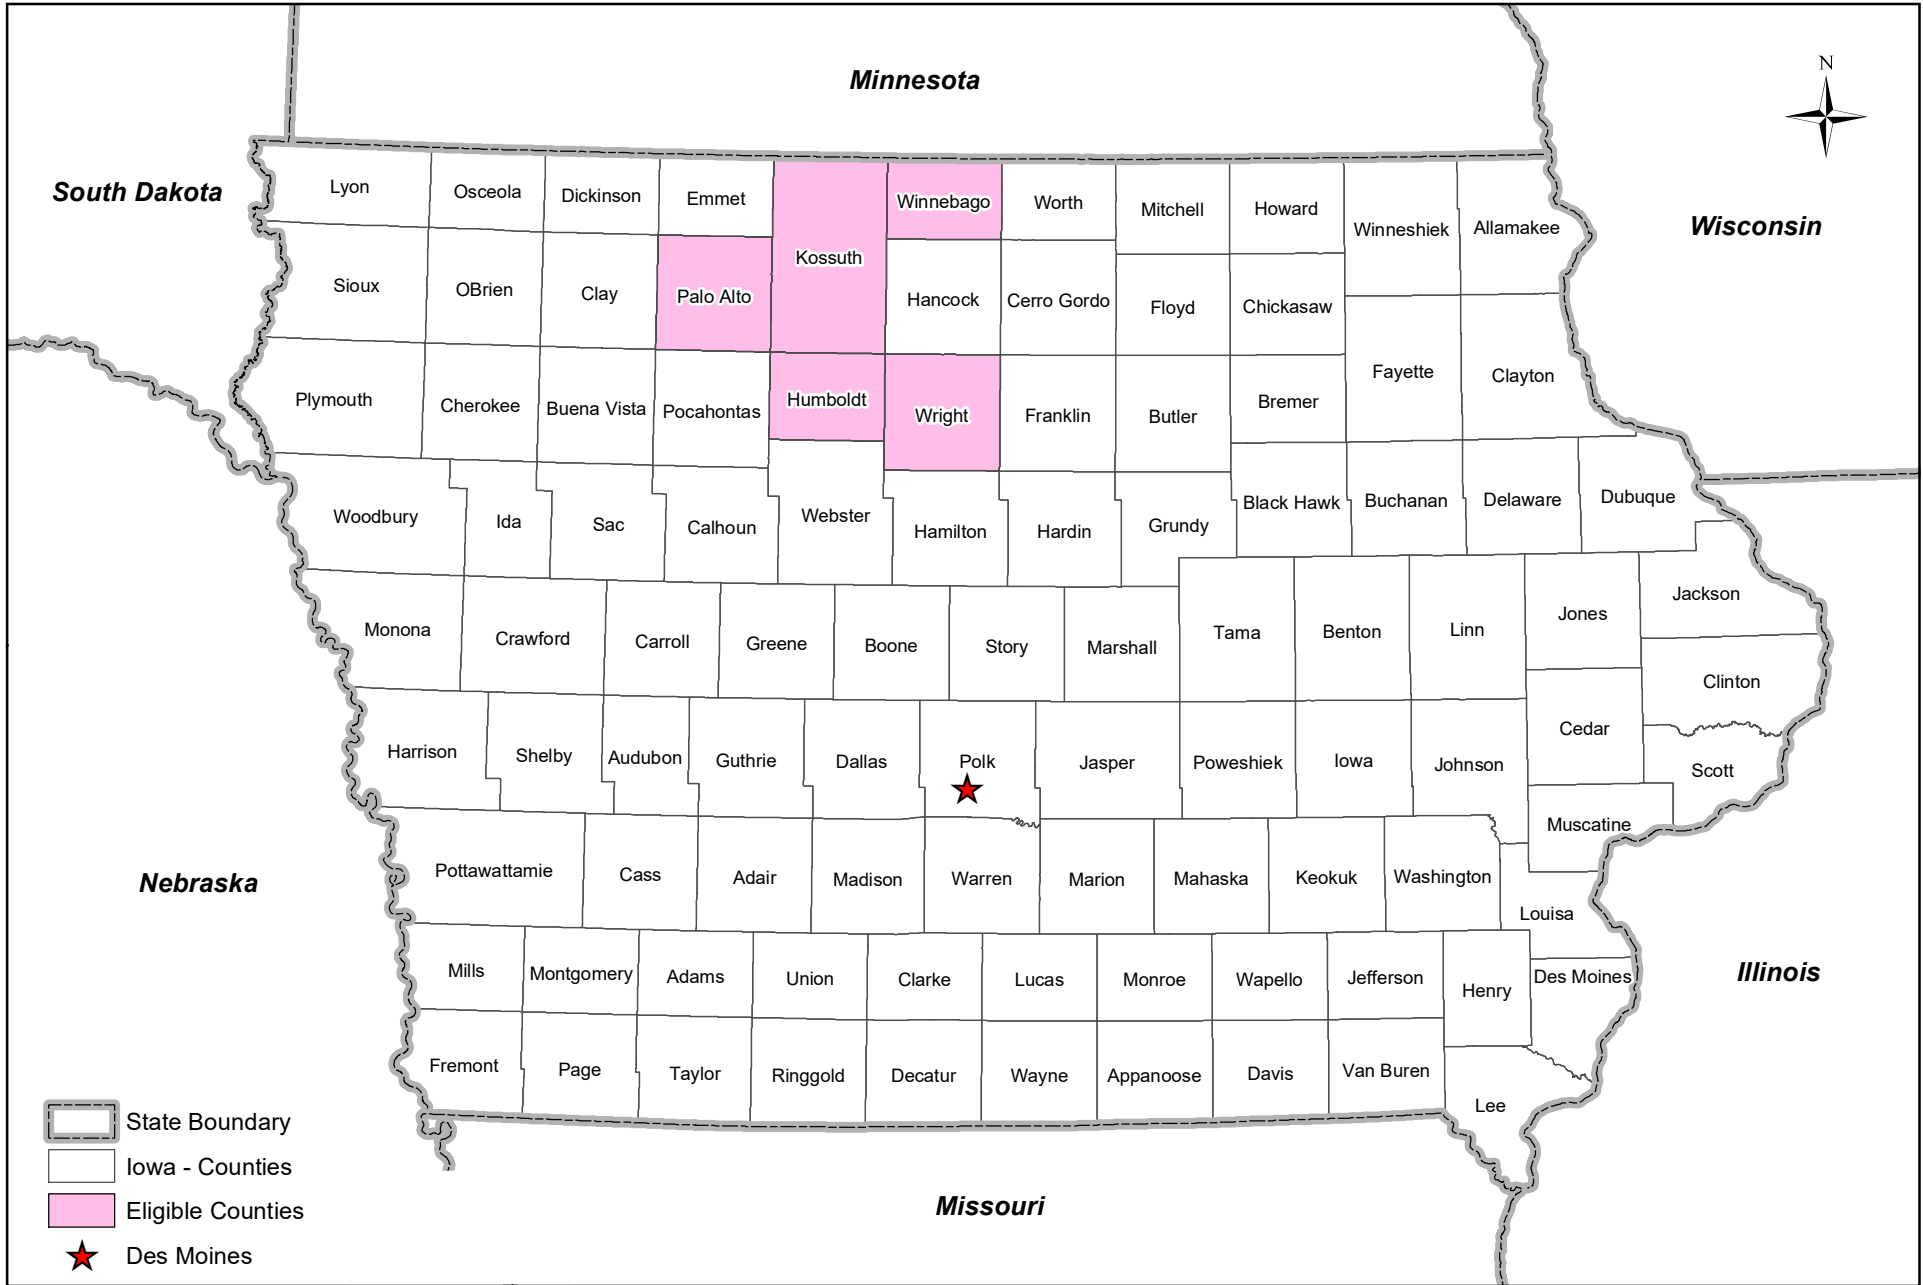 Minnesota
N
South Dakota
Wisconsin
Lyon
Osceola
Dickinson
Emmet
Kossuth
Winnebago
Worth
Mitchell
Howard
Winneshiek
Allamakee
Sioux
OBrien
Clay
Palo Alto
Hancock
Cerro Gordo
Floyd
Chickasaw
Fayette
Clayton
Plymouth
Cherokee
Buena Vista
Pocahontas
Humboldt
Wright
Franklin
Butler
Bremer
Woodbury
Ida
Sac
Calhoun
Webster
Hamilton
Hardin
Grundy
Black Hawk
Buchanan
Delaware
Dubuque
Monona
Crawford
Carroll
Greene
Boone
Story
Marshall
Tama
Benton
Linn
Jones
Jackson
Clinton
Harrison
Shelby
Audubon
Guthrie
Dallas
Polk
Jasper
Poweshiek
Iowa
Johnson
Cedar
Scott
Muscatine
Nebraska
Pottawattamie
Cass
Adair
Madison
Warren
Marion
Mahaska
Keokuk
Washington
Louisa
Illinois
Mills
Montgomery
Adams
Union
Clarke
Lucas
Monroe
Wapello
Jefferson
Henry
Des Moines
Fremont
Page
Taylor
Ringgold
Decatur
Wayne
Appanoose
Davis
Van Buren
Lee
Missouri
State Boundary
Iowa - Counties
Eligible Counties
Des Moines